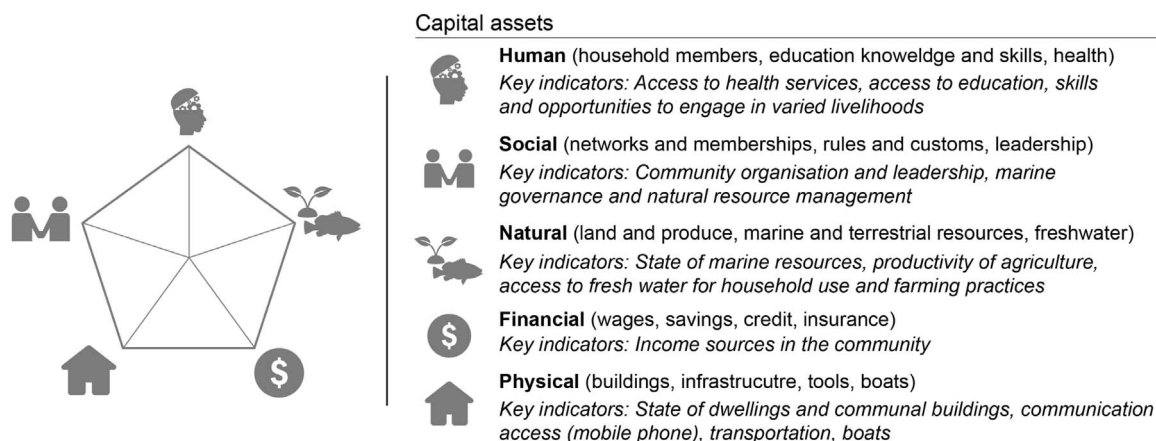 Capital assets
Human (household members, education knoweldge and skills, health)
Key indicators: Access to health services, access to education, skills
and opportunities to engage in varied livelihoods
Social (networks and memberships, rules and customs, leadership)
Key indicators: Community organisation and leadership, marine
governance and natural resource management
Natural (land and produce, marine and terrestrial resources, freshwater)
Key indicators: State of marine resources, productivity of agriculture,
access to fresh water for household use and farming practices
$
Financial (wages, savings, credit, insurance)
Key indicators: Income sources in the community
$
Physical (buildings, infrastrucutre, tools, boats)
Key indicators: State of dwellings and communal buildings, communication
access (mobile phone), transportation, boats